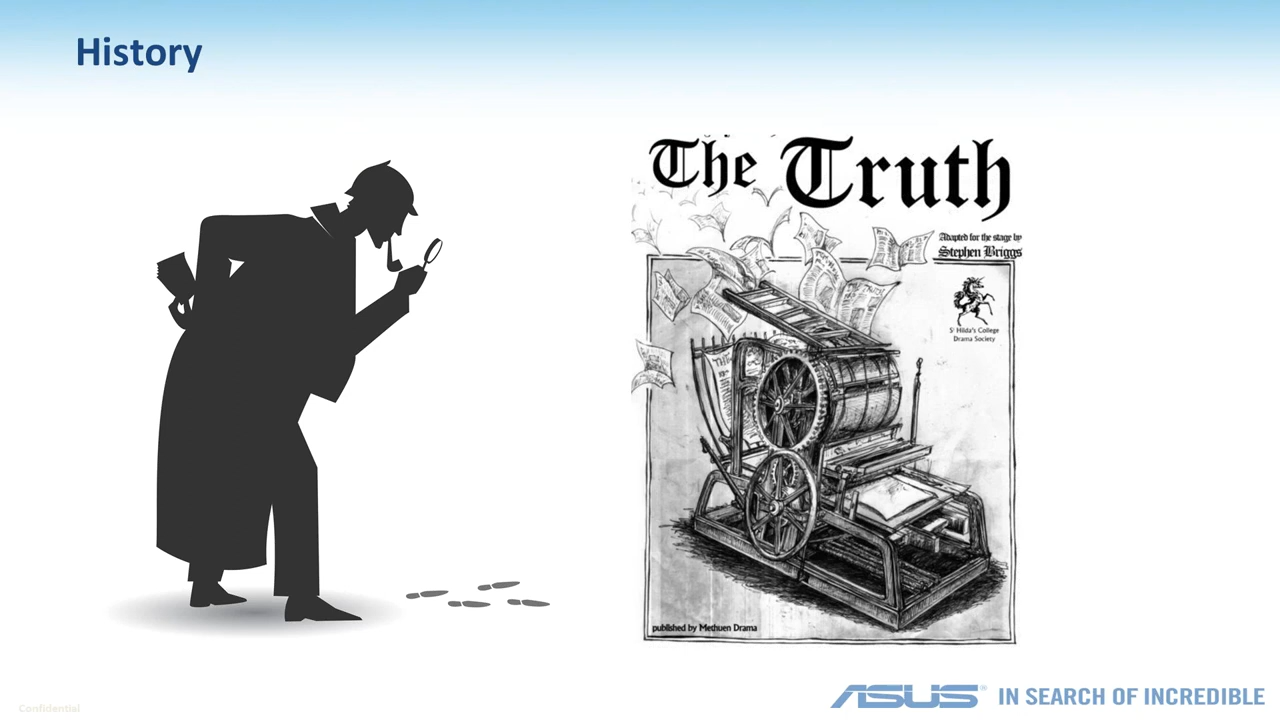 History
The Truth
Adapted for the stage by
Stephen Briggs
St Hilda's College
Drama Society
published by Methuen Drama
Confidential
ASUS® IN SEARCH OF INCREDIBLE